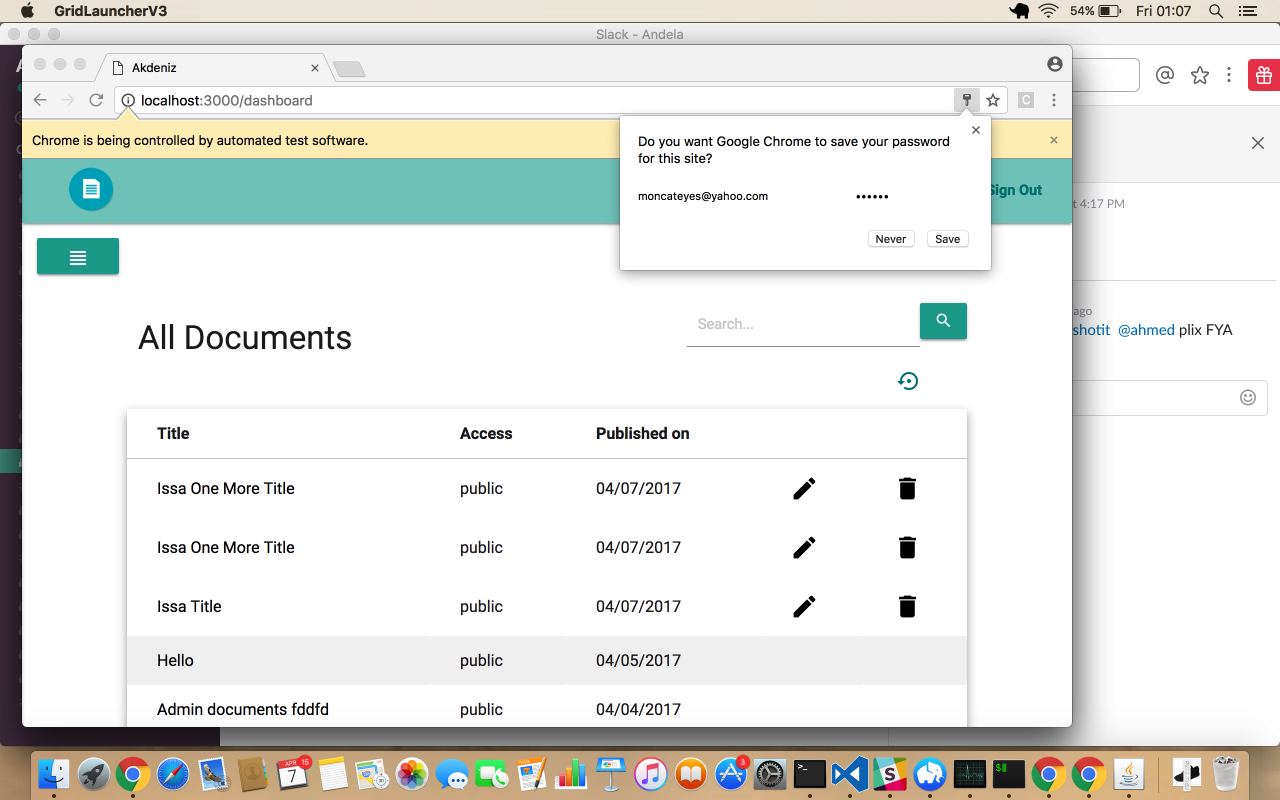 GridLauncherV3
54%
Fri 01:07
Slack - Andela
Akdeniz
localhost:3000/dashboard
C
Chrome is being controlled by automated test software.
Do you want Google Chrome to save your password
for this site?
moncateyes@yahoo.com ••••••
Never
Save
Sign Out
t 4:17 PM
ago
shotit @ahmed plix FYA
All Documents
Search...
Title Access Published on
Issa One More Title public 04/07/2017
Issa One More Title public 04/07/2017
Issa Title public 04/07/2017
Hello public 04/05/2017
Admin documents fddfd public 04/04/2017
APR 15
7
3